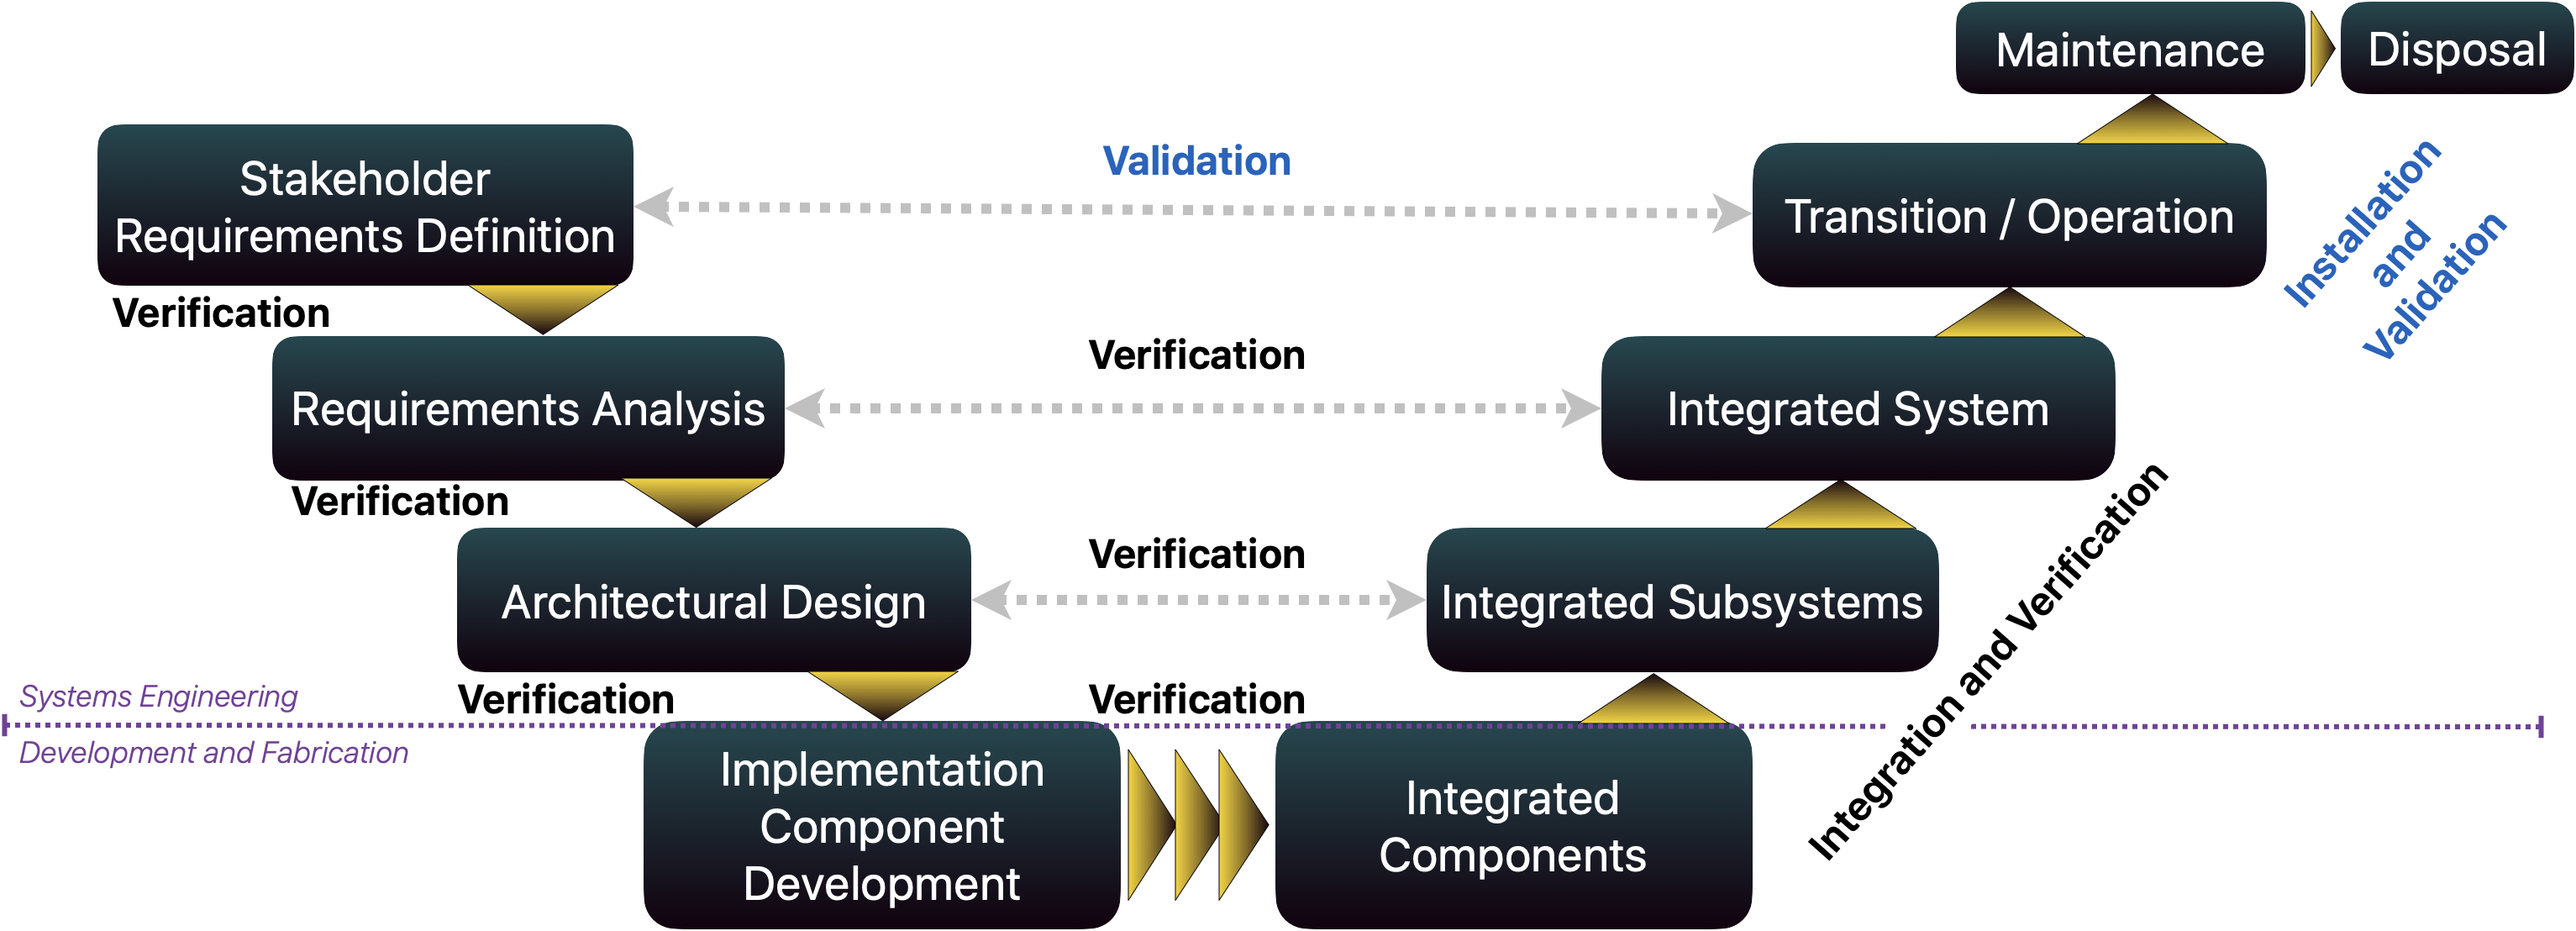 Maintenance
Disposal
Stakeholder
Requirements Definition
Validation
Transition / Operation
Installation
and
Validation
Verification
Requirements Analysis
Verification
Integrated System
Verification
Architectural Design
Verification
Integrated Subsystems
Integration and Verification
Systems Engineering
Verification
Verification
Development and Fabrication
Implementation
Component
Development
Integrated
Components